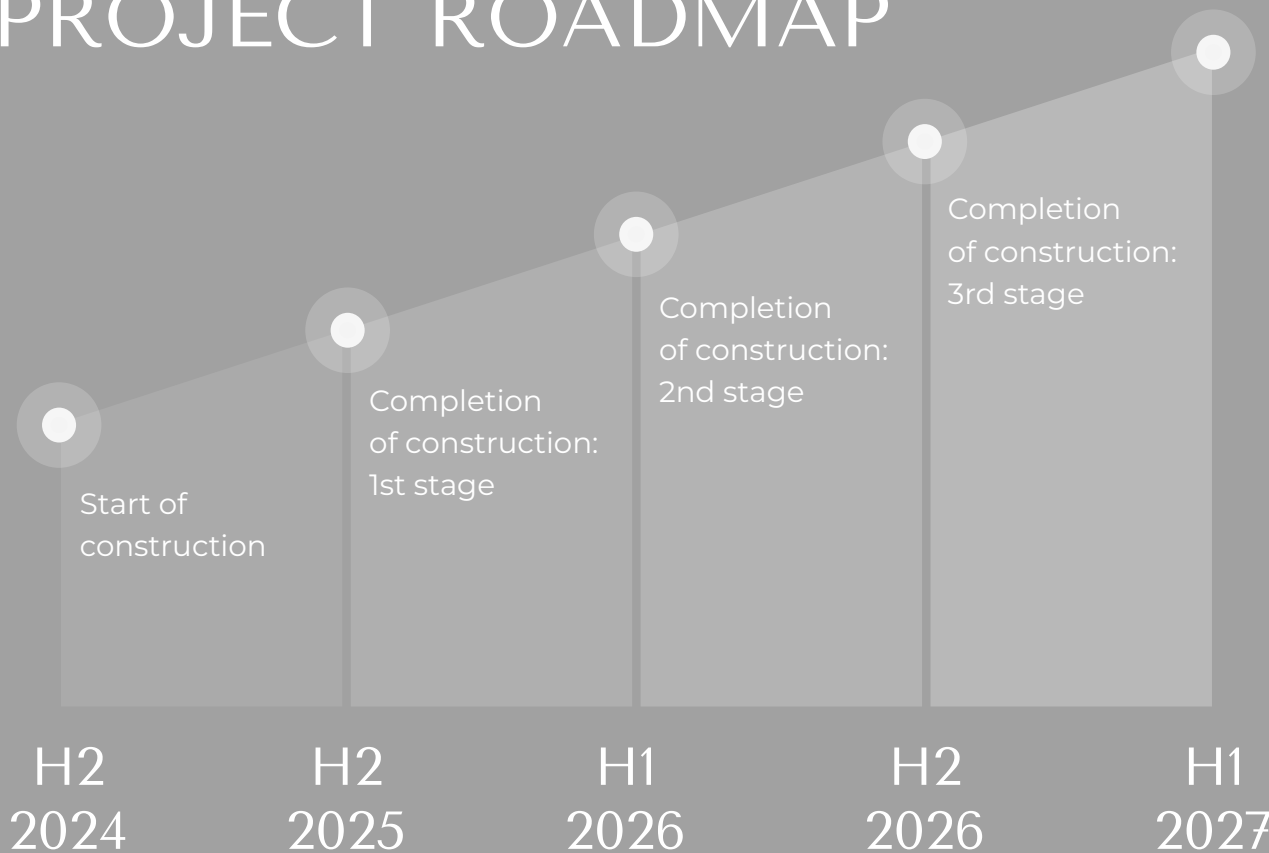 PROJECT ROADMAP
Start of
construction
Completion
of construction:
1st stage
Completion
of construction:
2nd stage
Completion
of construction:
3rd stage
H2
2024
H2
2025
H1
2026
H2
2026
H1
2027